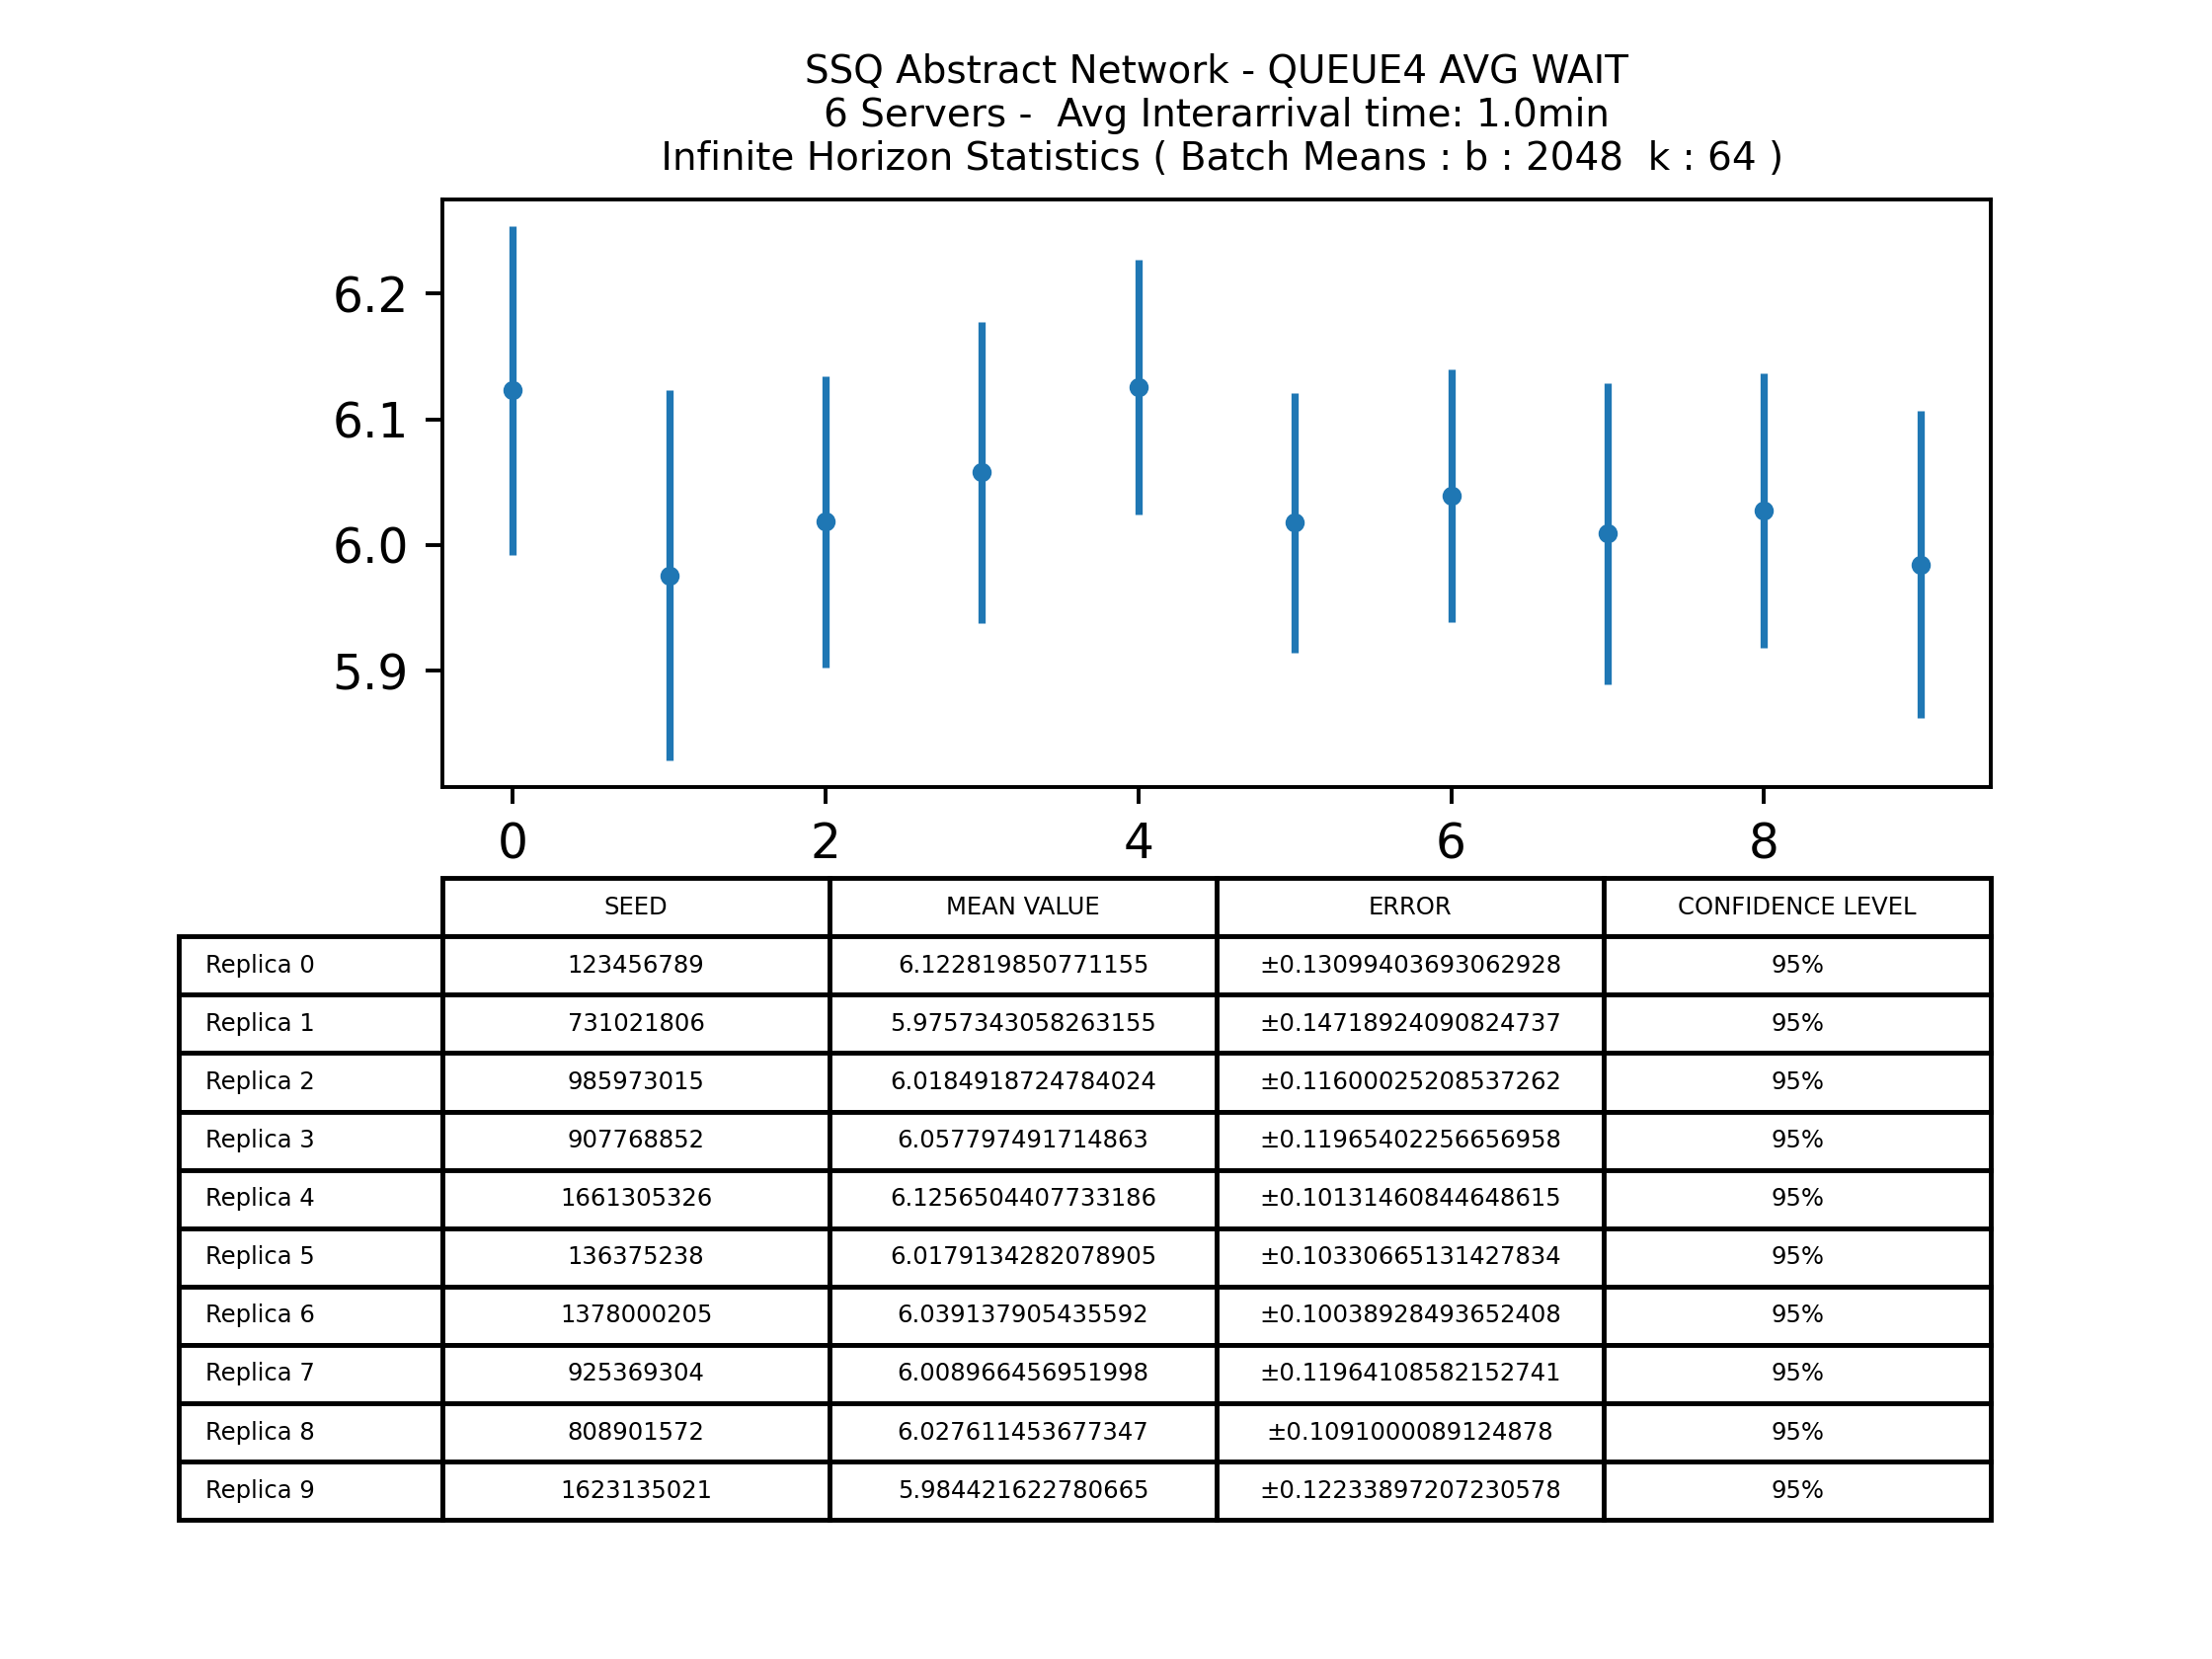 SSQ Abstract Network - QUEUE4 AVG WAIT
6 Servers -  Avg Interarrival time: 1.0min
Infinite Horizon Statistics ( Batch Means : b : 2048  k : 64 )
6.2
6.1
6.0
5.9
0 2 4 6 8
SEED MEAN VALUE ERROR CONFIDENCE LEVEL
Replica 0 123456789 6.122819850771155 ±0.13099403693062928 95%
Replica 1 731021806 5.9757343058263155 ±0.14718924090824737 95%
Replica 2 985973015 6.0184918724784024 ±0.11600025208537262 95%
Replica 3 907768852 6.057797491714863 ±0.11965402256656958 95%
Replica 4 1661305326 6.1256504407733186 ±0.10131460844648615 95%
Replica 5 136375238 6.0179134282078905 ±0.10330665131427834 95%
Replica 6 1378000205 6.039137905435592 ±0.10038928493652408 95%
Replica 7 925369304 6.008966456951998 ±0.11964108582152741 95%
Replica 8 808901572 6.027611453677347 ±0.1091000089124878 95%
Replica 9 1623135021 5.984421622780665 ±0.12233897207230578 95%